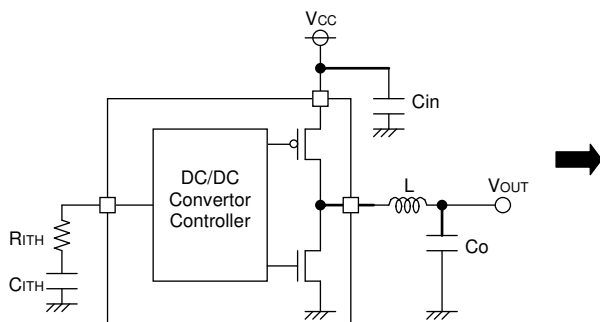 VCC
Cin
DC/DC
Convertor
Controller
L
VOUT
RITH
Co
CITH